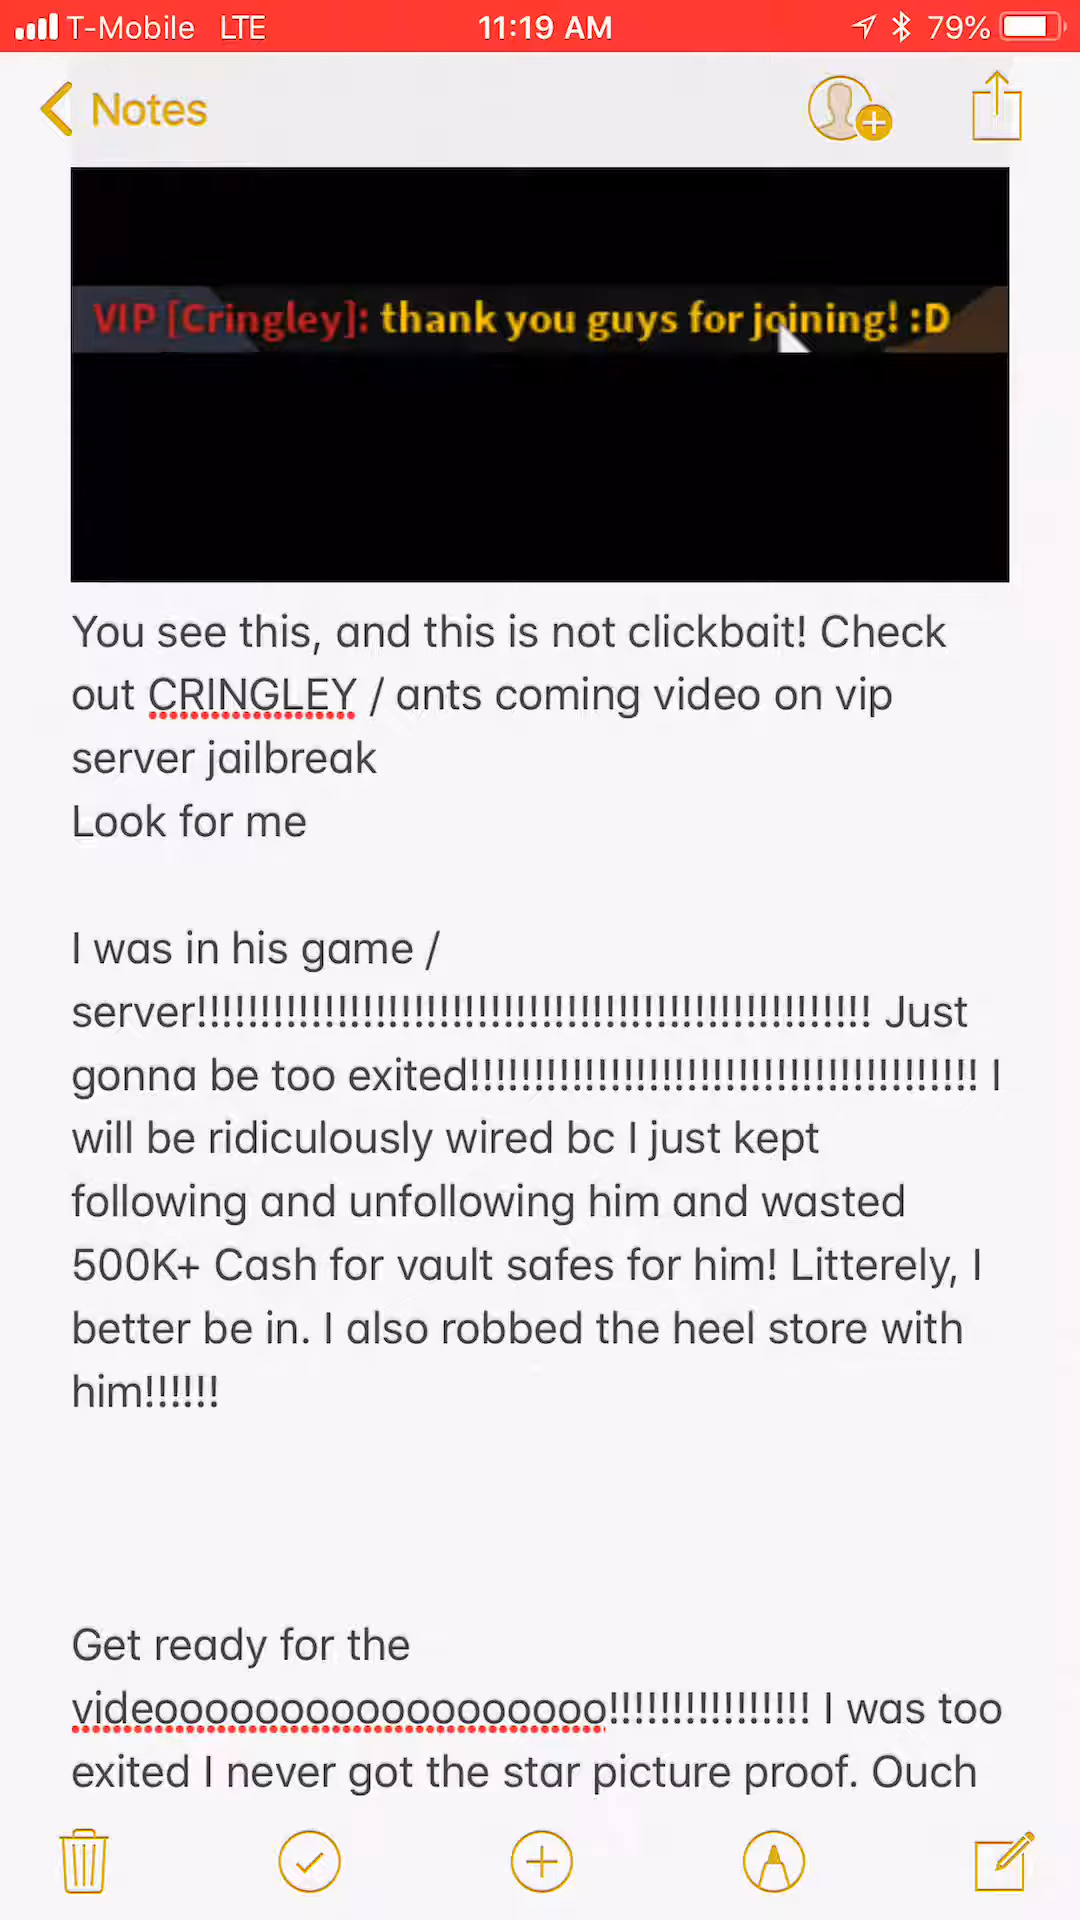 T-Mobile LTE 11:19 AM 79%
Notes
VIP [Cringley]: thank you guys for joining! :D
You see this, and this is not clickbait! Check
out CRINGLEY / ants coming video on vip
server jailbreak
Look for me
I was in his game /
server!!!!!!!!!!!!!!!!!!!!!!!!!!!!!!!!!!!!!!!!!!!!!!!!!!!!! Just
gonna be too exited!!!!!!!!!!!!!!!!!!!!!!!!!!!!!!!!!!!!!!!! I
will be ridiculously wired bc I just kept
following and unfollowing him and wasted
500K+ Cash for vault safes for him! Litterely, I
better be in. I also robbed the heel store with
him!!!!!!
Get ready for the
videoooooooooooooooooo!!!!!!!!!!!!!!!! I was too
exited I never got the star picture proof. Ouch